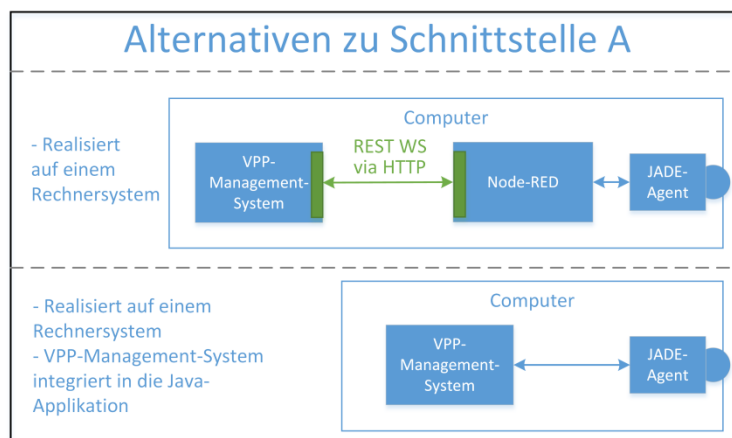 Alternativen zu Schnittstelle A
- Realisiert
auf einem
Rechnersystem
Computer
VPP-
Management-
System
REST WS
via HTTP
Node-RED
JADE-
Agent
- Realisiert auf einem
Rechnersystem
- VPP-Management-System
integriert in die Java-
Applikation
Computer
VPP-
Management-
System
JADE-
Agent